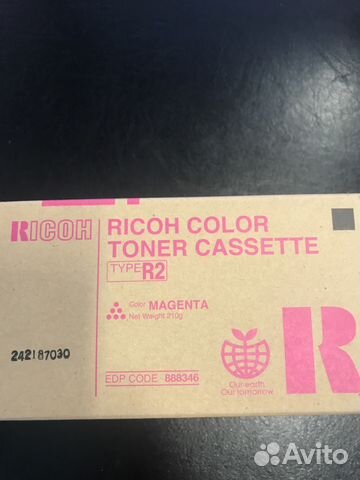 RICOH
RICOH COLOR
TONER CASSETTE
TYPE R2
Color MAGENTA
Net Weight 210g
242187030
EDP CODE 888346
Our earth
Our tomorrow
R
Avito